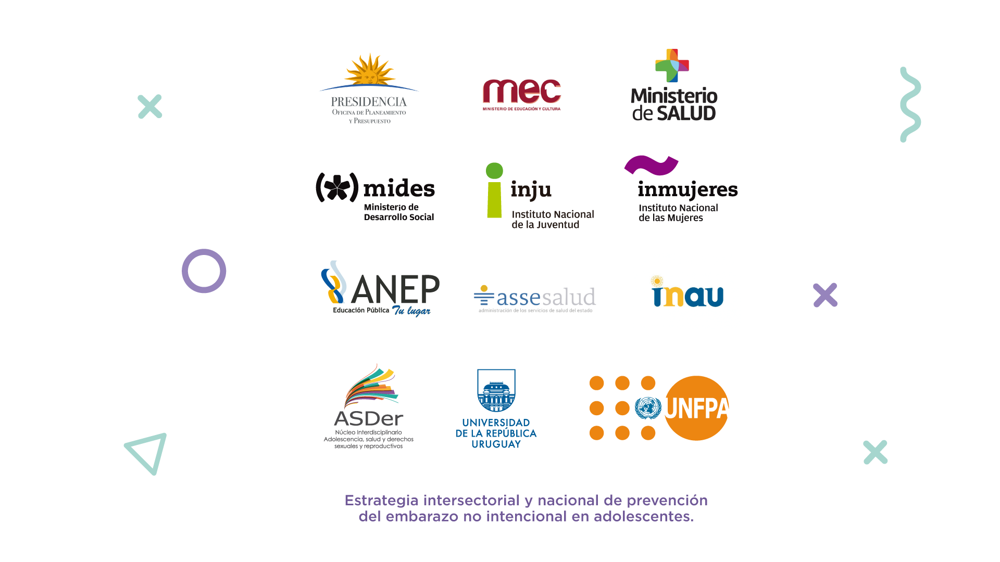 PRESIDENCIA
OFICINA DE PLANEAMIENTO
Y PRESUPUESTO
mec
MINISTERIO DE EDUCACIÓN Y CULTURA
Ministerio
de SALUD
mides
Ministerio de
Desarrollo Social
inju
Instituto Nacional
de la Juventud
inmujeres
Instituto Nacional
de las Mujeres
ANEP
Educación Pública Tu lugar
assesalud
administración de los servicios de salud del estado
inau
ASDer
Núcleo Interdisciplinario
Adolescencia, salud y derechos
sexuales y reproductivos
UNIVERSIDAD
DE LA REPÚBLICA
URUGUAY
UNFPA
Estrategia intersectorial y nacional de prevención
del embarazo no intencional en adolescentes.